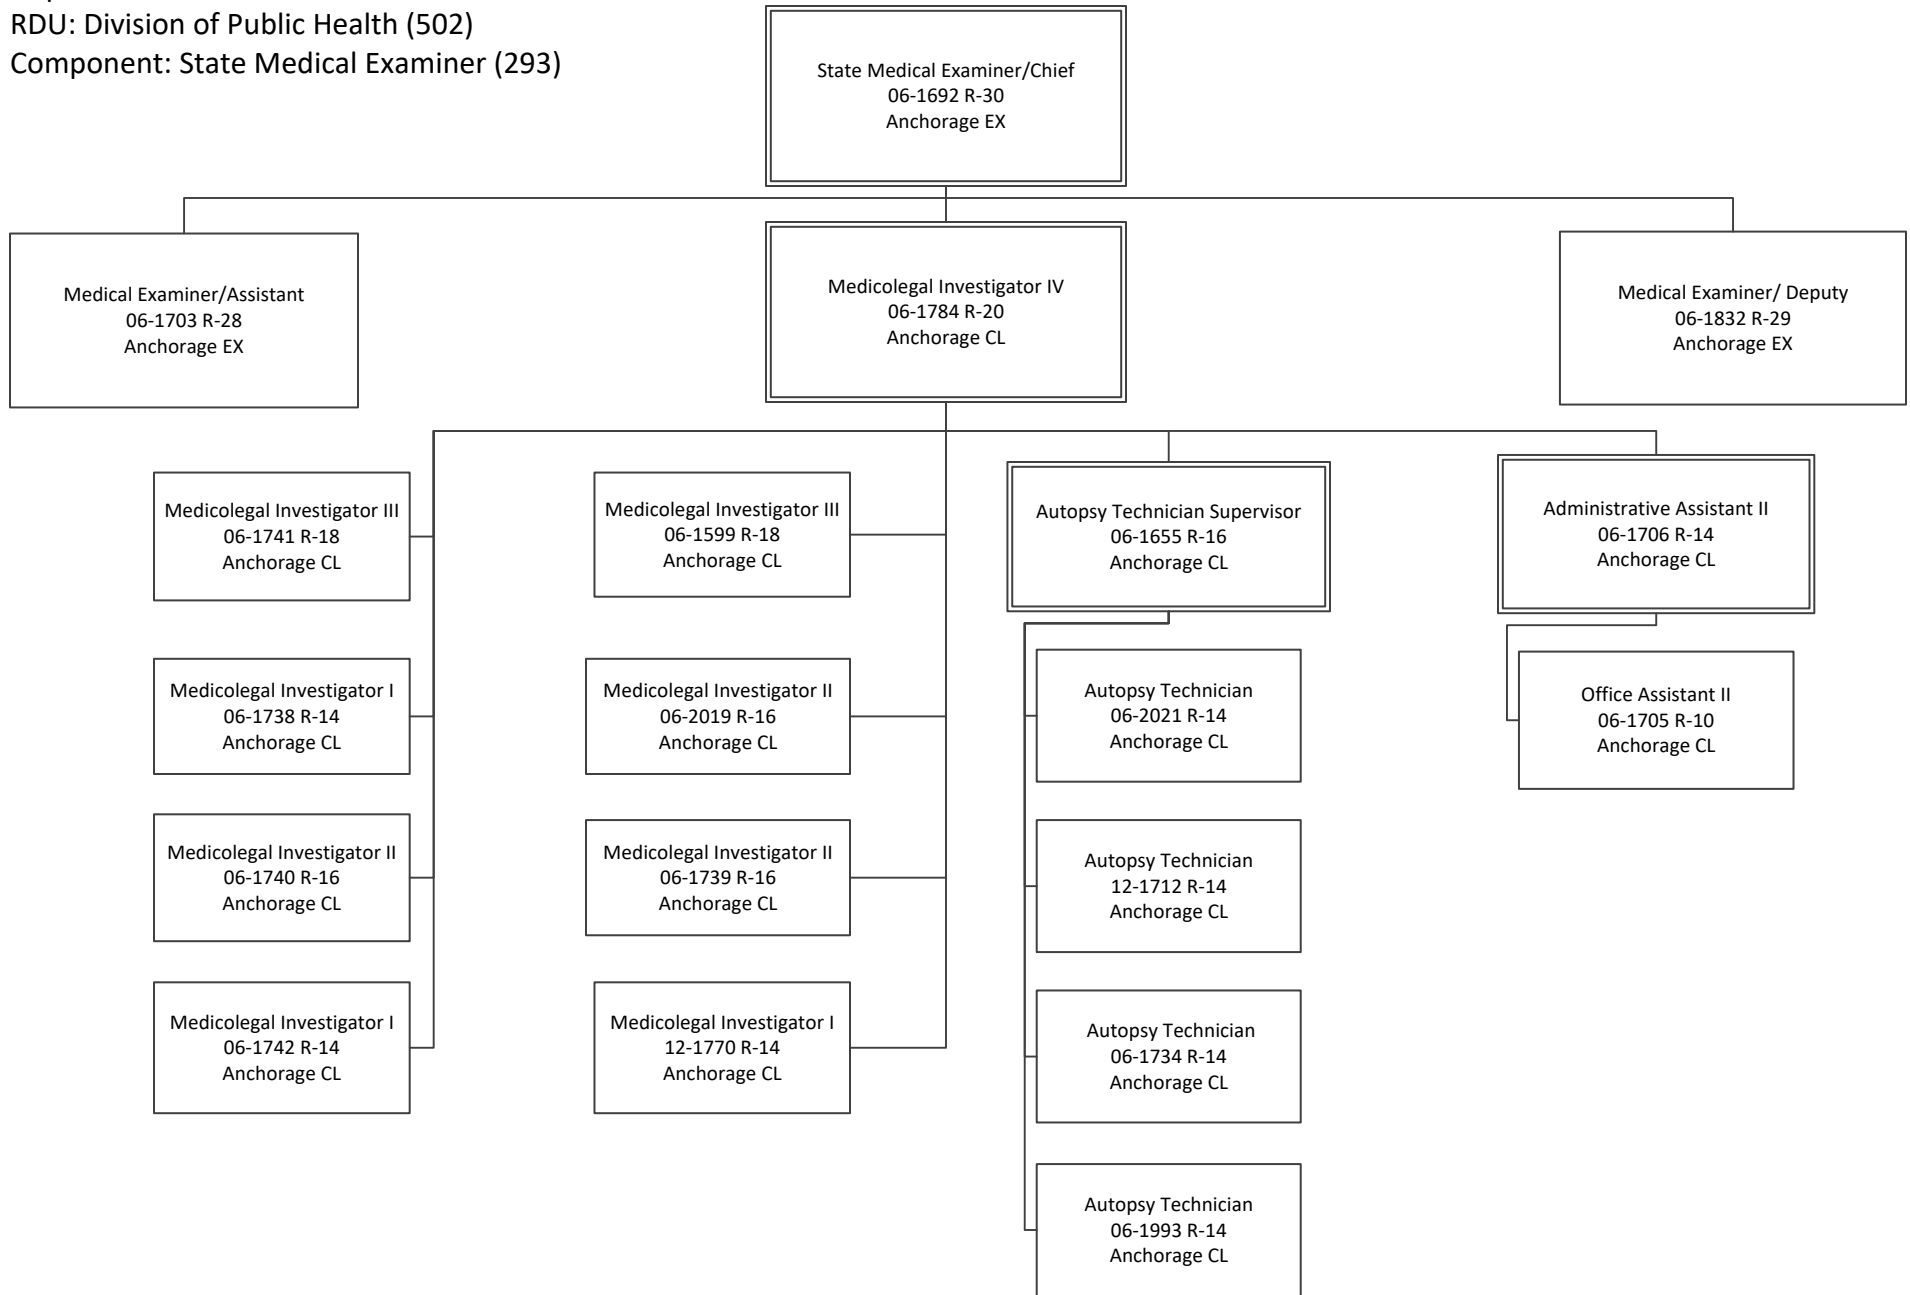 RDU: Division of Public Health (502)
Component: State Medical Examiner (293)
State Medical Examiner/Chief
06-1692 R-30
Anchorage EX
Medical Examiner/Assistant
06-1703 R-28
Anchorage EX
Medicolegal Investigator IV
06-1784 R-20
Anchorage CL
Medical Examiner/ Deputy
06-1832 R-29
Anchorage EX
Medicolegal Investigator III
06-1741 R-18
Anchorage CL
Medicolegal Investigator III
06-1599 R-18
Anchorage CL
Autopsy Technician Supervisor
06-1655 R-16
Anchorage CL
Administrative Assistant II
06-1706 R-14
Anchorage CL
Medicolegal Investigator I
06-1738 R-14
Anchorage CL
Medicolegal Investigator II
06-2019 R-16
Anchorage CL
Autopsy Technician
06-2021 R-14
Anchorage CL
Office Assistant II
06-1705 R-10
Anchorage CL
Medicolegal Investigator II
06-1740 R-16
Anchorage CL
Medicolegal Investigator II
06-1739 R-16
Anchorage CL
Autopsy Technician
12-1712 R-14
Anchorage CL
Medicolegal Investigator I
06-1742 R-14
Anchorage CL
Medicolegal Investigator I
12-1770 R-14
Anchorage CL
Autopsy Technician
06-1734 R-14
Anchorage CL
Autopsy Technician
06-1993 R-14
Anchorage CL